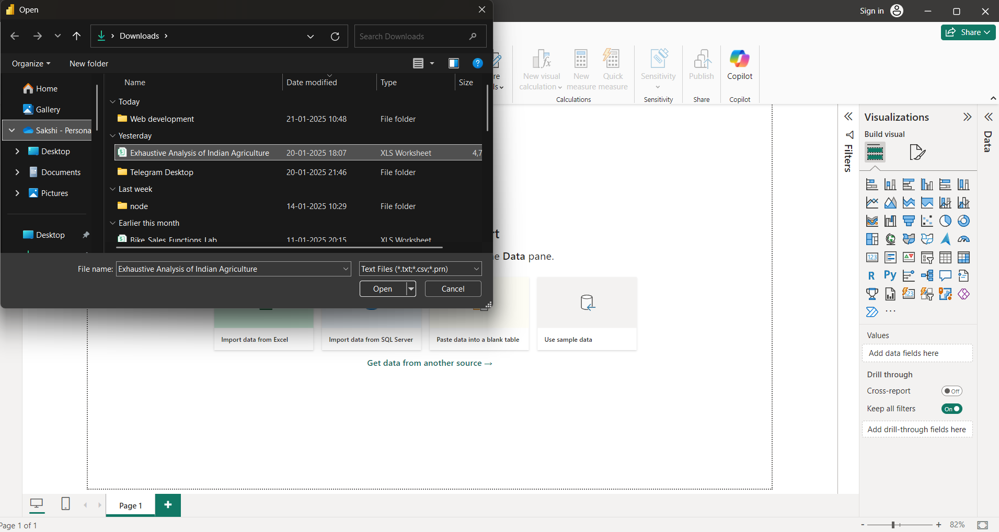 Open
Sign in
Downloads
Search Downloads
Share
Organize
New folder
Name
Date modified
Type
Size
Home
Gallery
Sakshi - Persona
Desktop
Documents
Pictures
Desktop
Today
Web development 21-01-2025 10:48 File folder
Yesterday
Exhaustive Analysis of Indian Agriculture 20-01-2025 18:07 XLS Worksheet 4,7
Telegram Desktop 20-01-2025 21:46 File folder
Last week
node 14-01-2025 10:29 File folder
Earlier this month
Bike_Sales_Functions_Lab 11-01-2025 20:15 XLS Worksheet
File name: Exhaustive Analysis of Indian Agriculture
Text Files (*.txt;*.csv;*.prn)
Open
Cancel
re
ls
New visual
calculation
New
measure
Quick
measure
Calculations
Sensitivity
Sensitivity
Publish
Share
Copilot
Copilot
rt
e Data pane.
Import data from Excel
Import data from SQL Server
Paste data into a blank table
Use sample data
Get data from another source →
Filters
Visualizations
Build visual
123
R
Py
123
Values
Add data fields here
Drill through
Cross-report
Off
Keep all filters
On
Add drill-through fields here
Data
Page 1
Page 1 of 1
82%